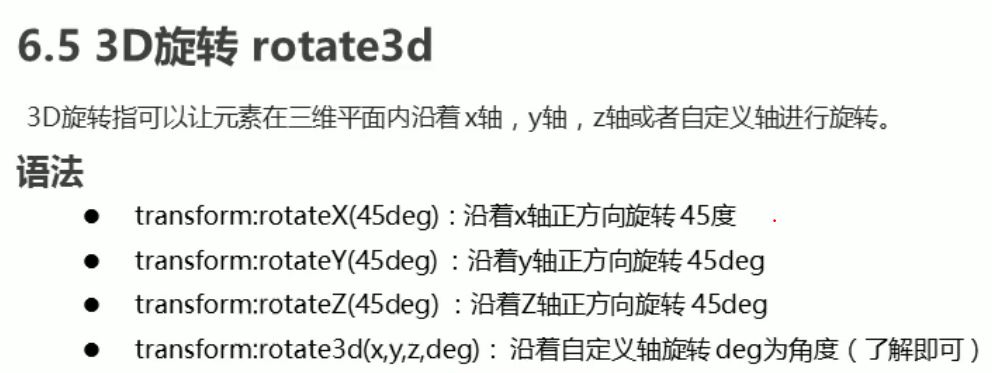 6.5 3D旋转 rotate3d
3D旋转指可以让元素在三维平面内沿着 x轴，y轴，z轴或者自定义轴进行旋转。
语法
● transform:rotateX(45deg)：沿着x轴正方向旋转 45度
● transform:rotateY(45deg) ：沿着y轴正方向旋转 45deg
● transform:rotateZ(45deg) ：沿着Z轴正方向旋转 45deg
● transform:rotate3d(x,y,z,deg)： 沿着自定义轴旋转 deg为角度（了解即可）